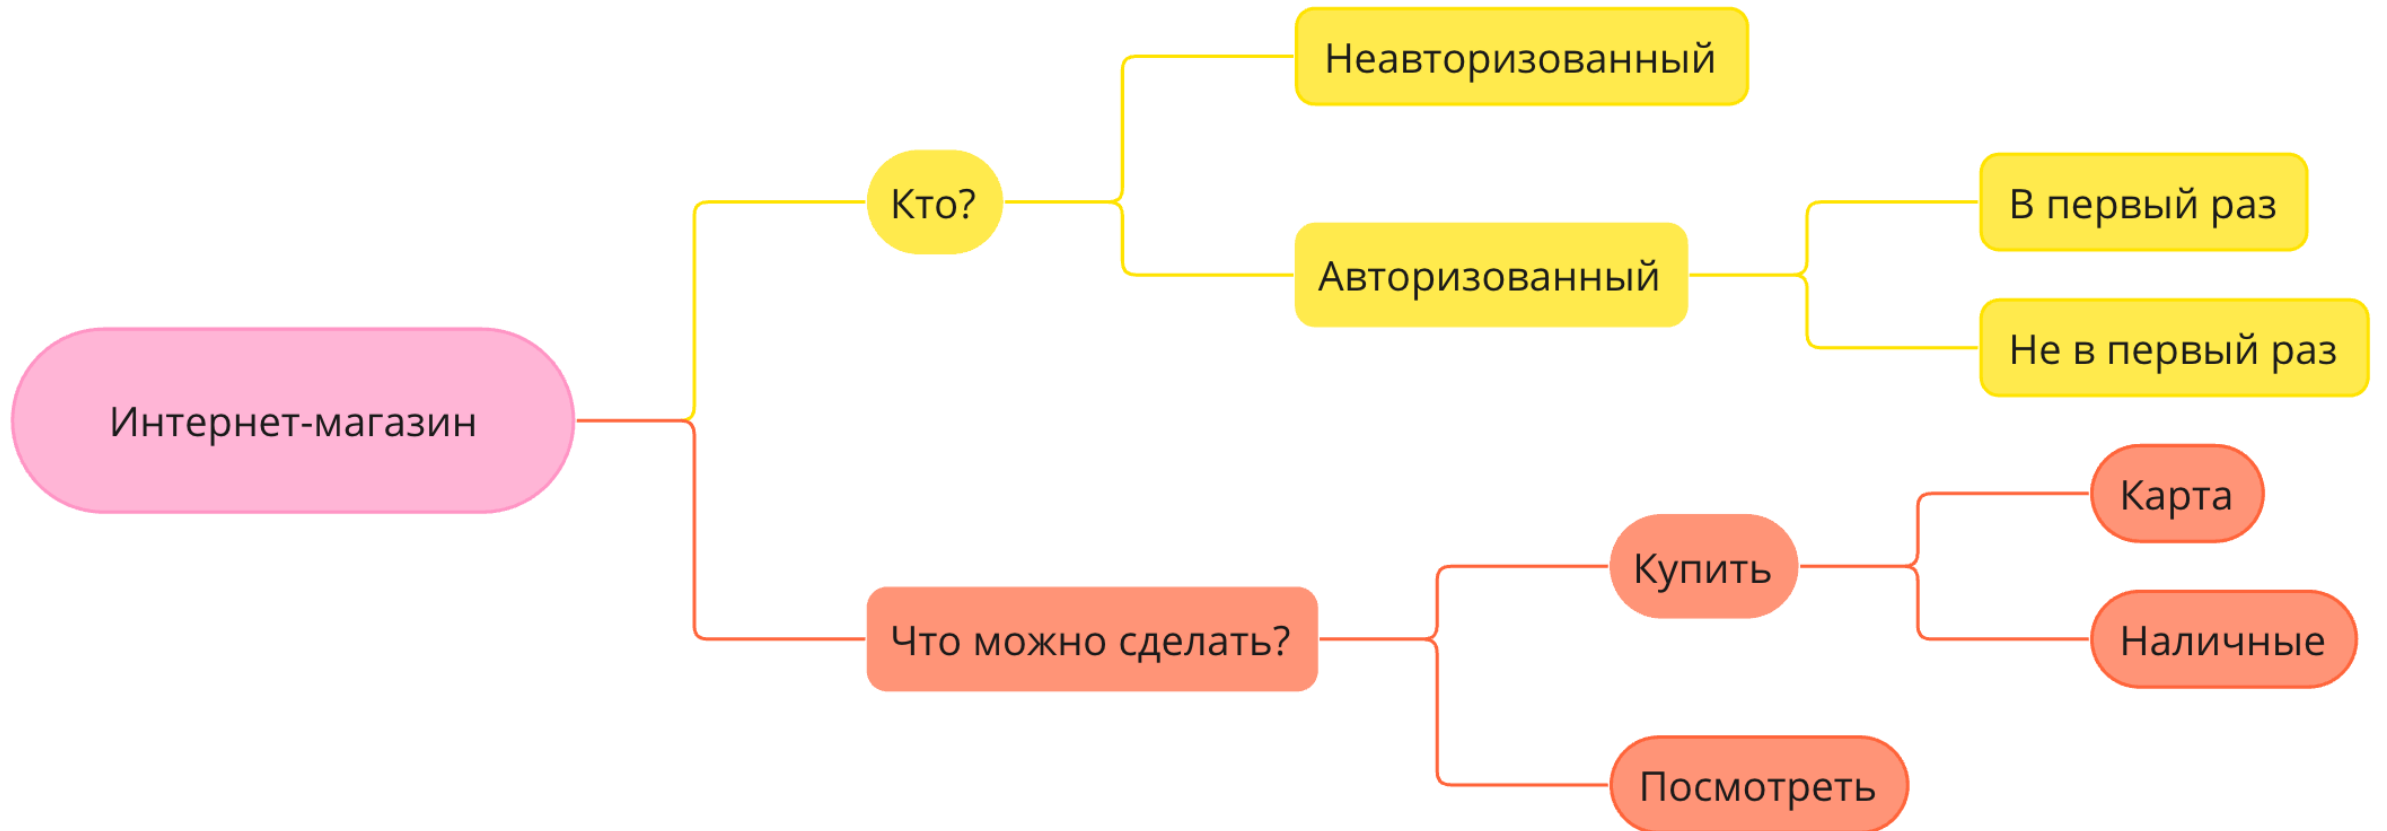 Неавторизованный
Кто?
В первый раз
Авторизованный
Не в первый раз
Интернет-магазин
Карта
Купить
Что можно сделать?
Наличные
Посмотреть